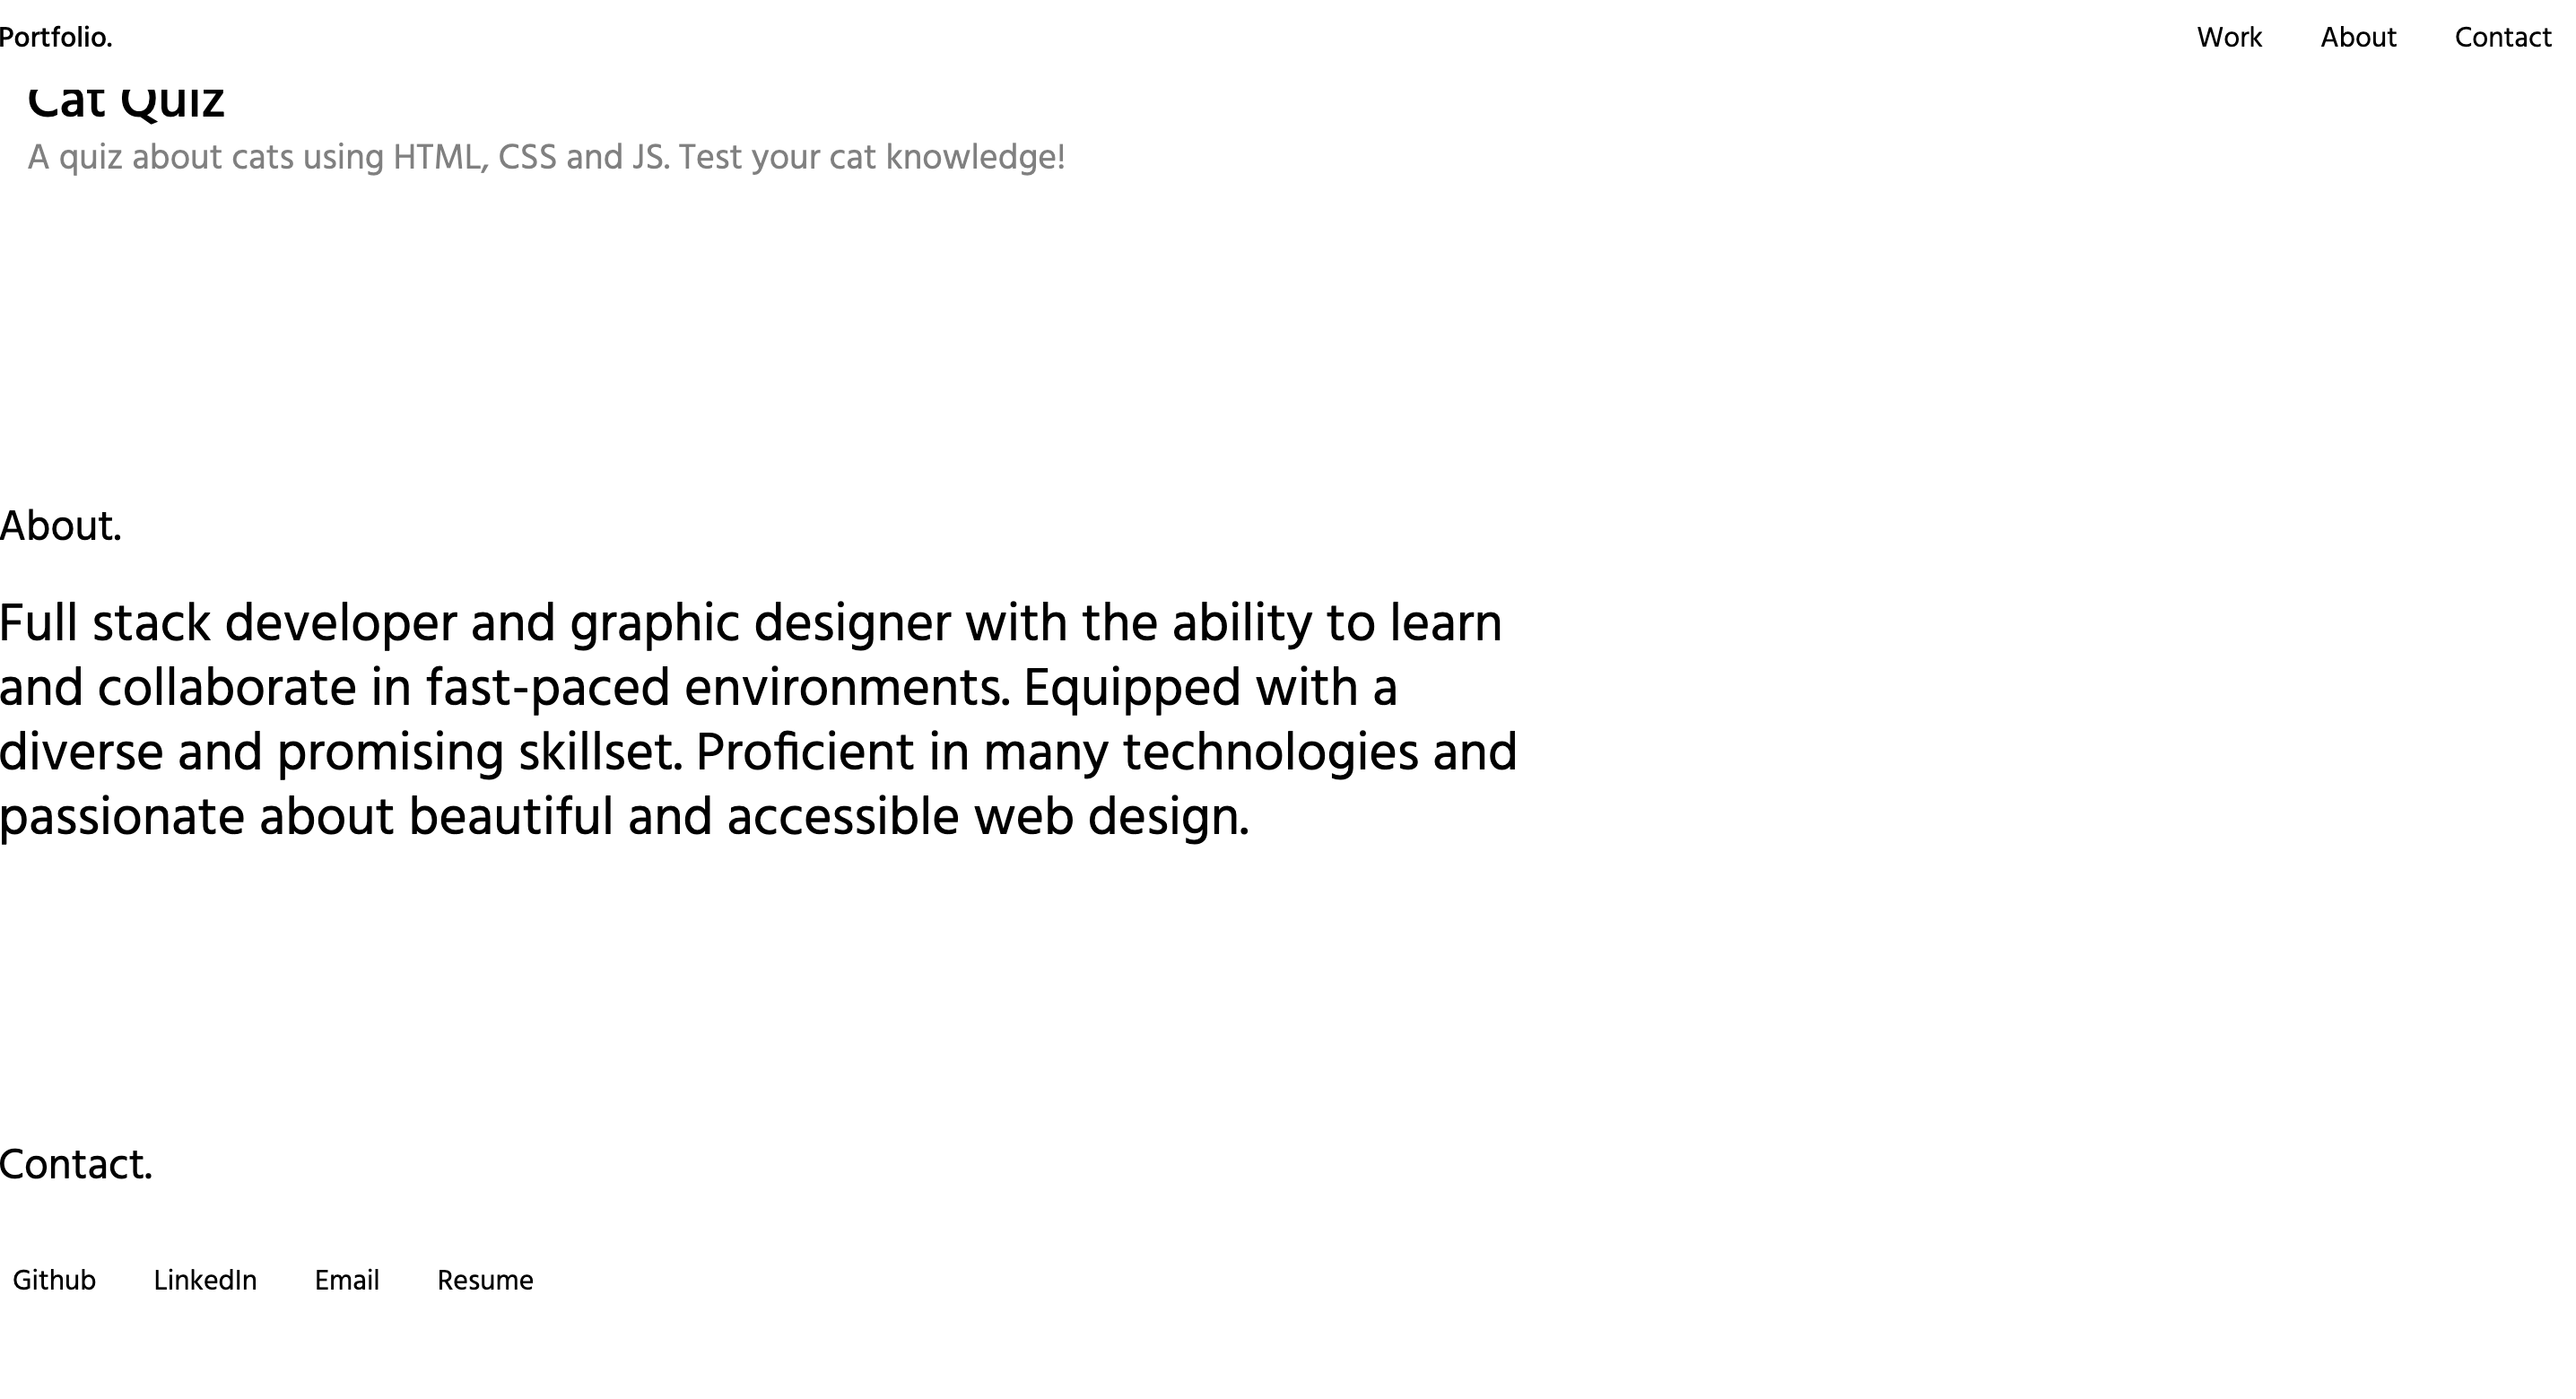 Portfolio.
Work About Contact
Cat Quiz
A quiz about cats using HTML, CSS and JS. Test your cat knowledge!
About.
Full stack developer and graphic designer with the ability to learn
and collaborate in fast-paced environments. Equipped with a
diverse and promising skillset. Proficient in many technologies and
passionate about beautiful and accessible web design.
Contact.
Github LinkedIn Email Resume